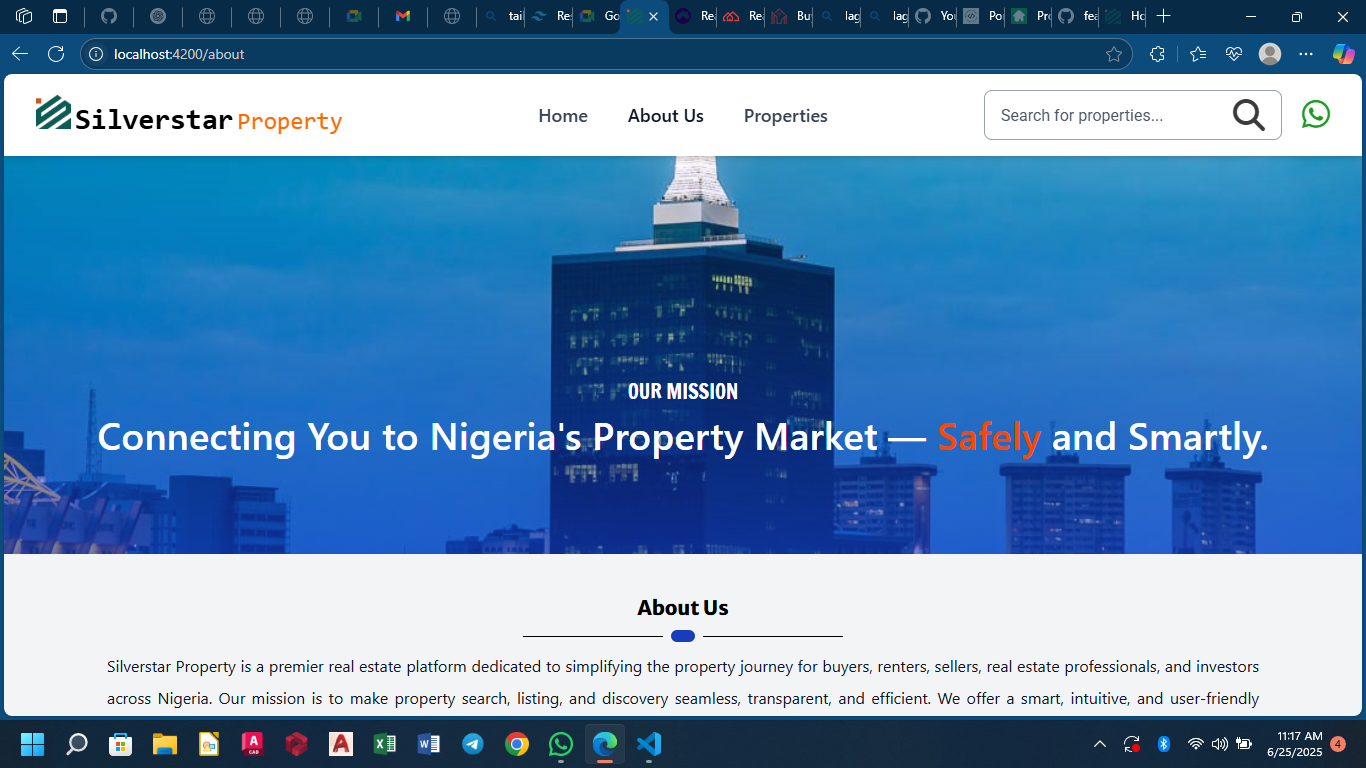 tai
Re
Go
Re
Rea
Bu
lag
lag
You
Po
Pr
fea
Ho
localhost:4200/about
Silverstar Property
Home About Us Properties
Search for properties...
OUR MISSION
Connecting You to Nigeria's Property Market — Safely and Smartly.
About Us
Silverstar Property is a premier real estate platform dedicated to simplifying the property journey for buyers, renters, sellers, real estate professionals, and investors
across Nigeria. Our mission is to make property search, listing, and discovery seamless, transparent, and efficient. We offer a smart, intuitive, and user-friendly
11:17 AM
6/25/2025
4